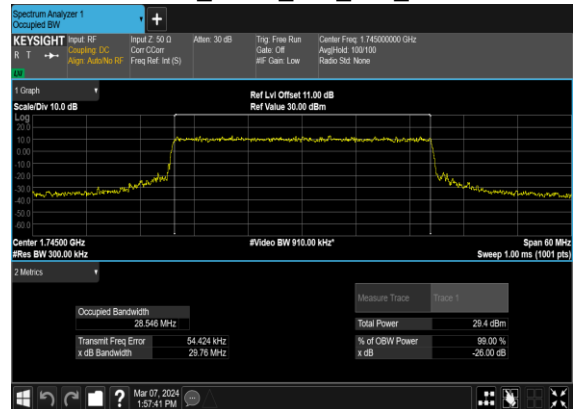 Spectrum Analyzer 1
Occupied BW
+
KEYSIGHT
R T
LXI
Input: RF
Coupling: DC
Align: Auto/No RF
Input Z: 50 Ω
Corr CCorr
Freq Ref: Int (S)
Atten: 30 dB
Trig: Free Run
Gate: Off
#IF Gain: Low
Center Freq: 1.745000000 GHz
Avg|Hold: 100/100
Radio Std: None
1 Graph
Scale/Div 10.0 dB
Ref Lvl Offset 11.00 dB
Ref Value 30.00 dBm
Log
20.0
10.0
0.00
-10.0
-20.0
-30.0
-40.0
-50.0
-60.0
Center 1.74500 GHz
#Res BW 300.00 kHz
#Video BW 910.00 kHz*
Span 60 MHz
Sweep 1.00 ms (1001 pts)
2 Metrics
Measure Trace
Trace 1
Occupied Bandwidth
28.546 MHz
Total Power
29.4 dBm
Transmit Freq Error
54.424 kHz
% of OBW Power
99.00 %
x dB Bandwidth
29.76 MHz
x dB
-26.00 dB
?
Mar 07, 2024
1:57:41 PM